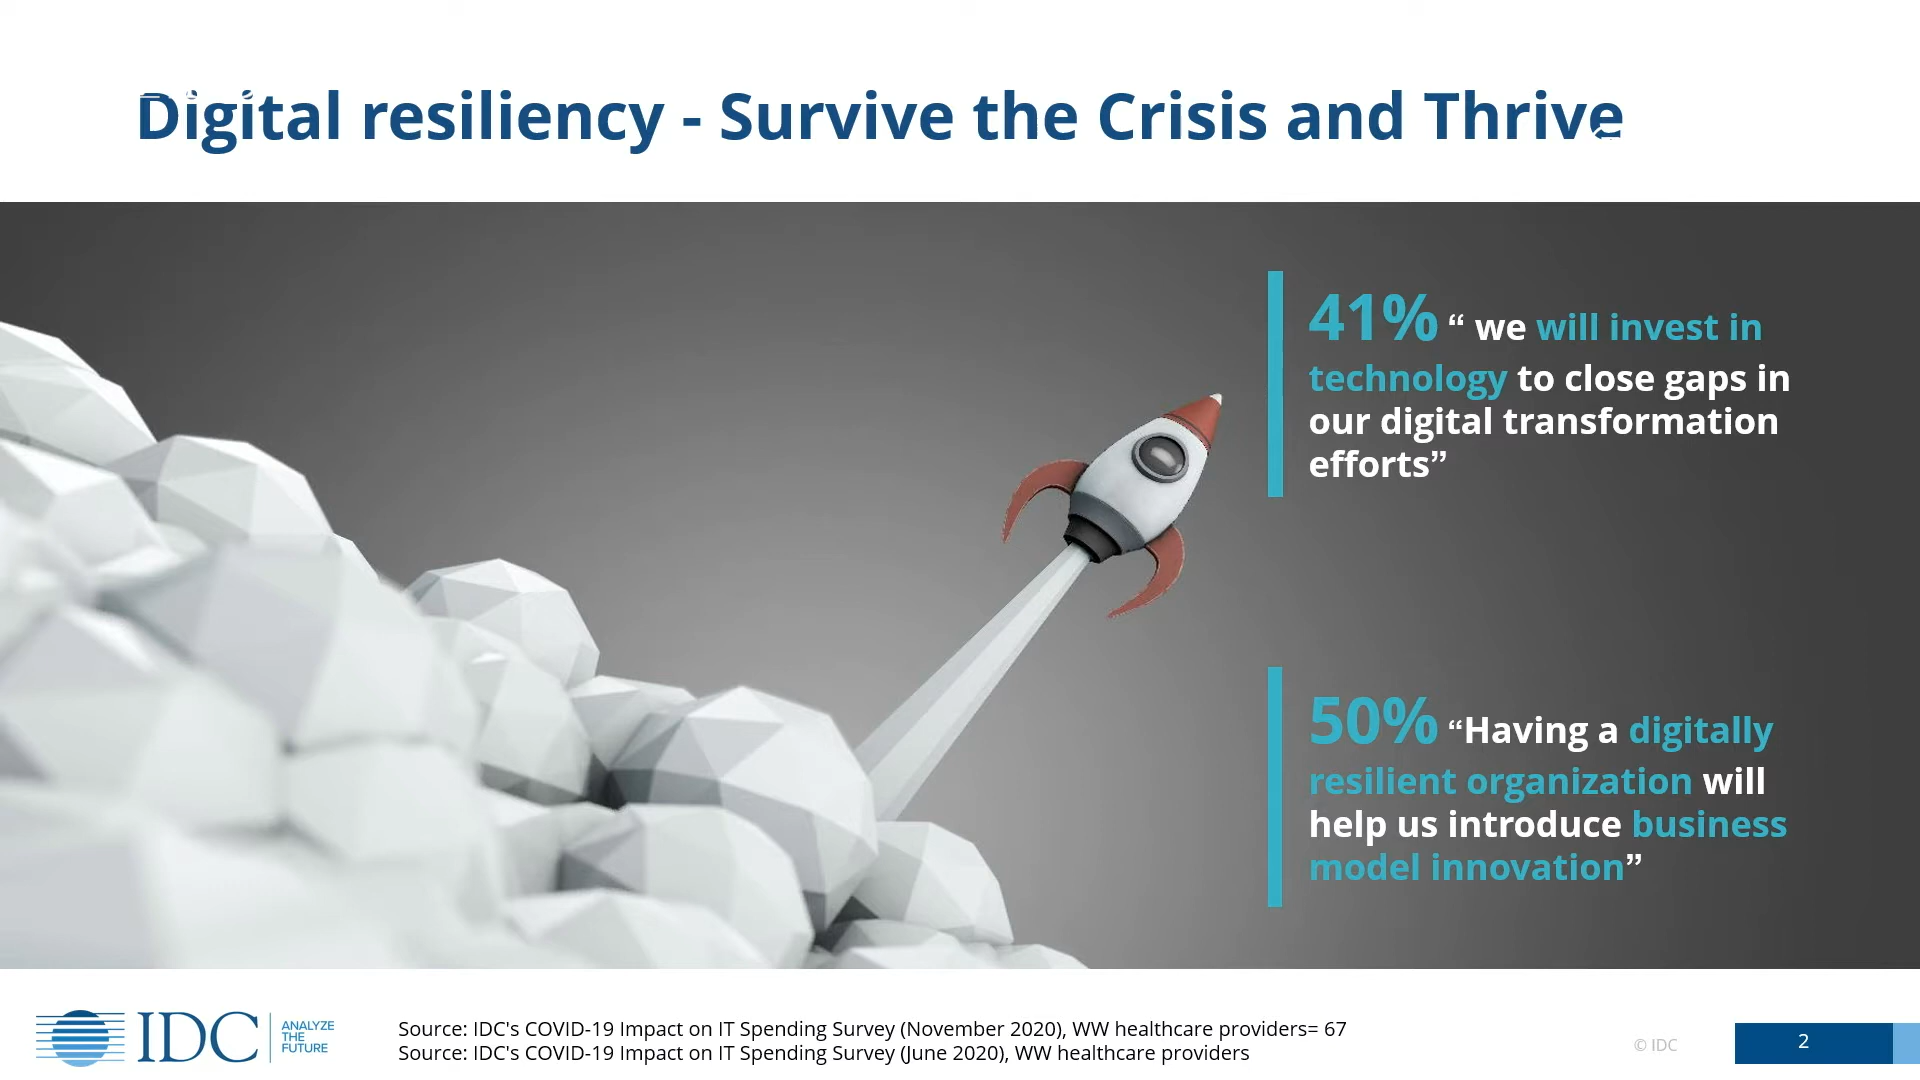 Digital resiliency - Survive the Crisis and Thrive
41% “ we will invest in
technology to close gaps in
our digital transformation
efforts”
50% “Having a digitally
resilient organization will
help us introduce business
model innovation”
IDC
ANALYZE
THE
FUTURE
Source: IDC's COVID-19 Impact on IT Spending Survey (November 2020), WW healthcare providers= 67
Source: IDC's COVID-19 Impact on IT Spending Survey (June 2020), WW healthcare providers
© IDC
2